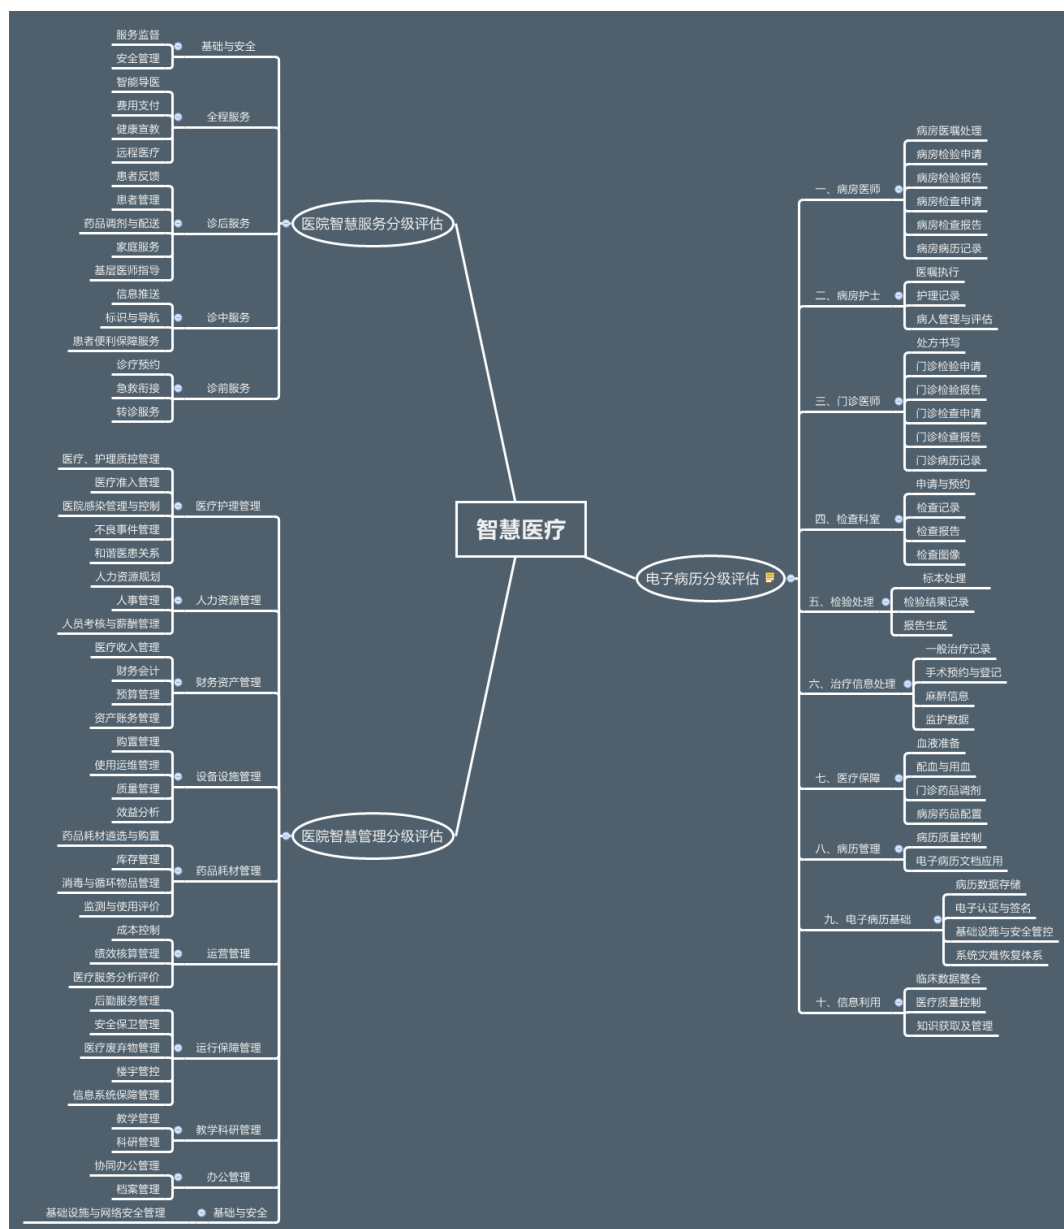 智慧医疗
医院智慧服务分级评估
基础与安全
服务监督
安全管理
全程服务
智能导医
费用支付
健康宣教
远程医疗
诊后服务
患者反馈
患者管理
药品调剂与配送
家庭服务
基层医师指导
诊中服务
信息推送
标识与导航
患者便利保障服务
诊前服务
诊疗预约
急救衔接
转诊服务
医院智慧管理分级评估
医疗护理管理
医疗、护理质控管理
医疗准入管理
医院感染管理与控制
不良事件管理
和谐医患关系
人力资源管理
人力资源规划
人事管理
人员考核与薪酬管理
财务资产管理
医疗收入管理
财务会计
预算管理
资产账务管理
设备设施管理
购置管理
使用运维管理
质量管理
效益分析
药品耗材管理
药品耗材遴选与购置
库存管理
消毒与循环物品管理
监测与使用评价
运营管理
成本控制
绩效核算管理
医疗服务分析评价
运行保障管理
后勤服务管理
安全保卫管理
医疗废弃物管理
楼宇管控
信息系统保障管理
教学科研管理
教学管理
科研管理
办公管理
协同办公管理
档案管理
基础与安全
基础设施与网络安全管理
电子病历分级评估
一、病房医师
病房医嘱处理
病房检验申请
病房检验报告
病房检查申请
病房检查报告
病房病历记录
二、病房护士
医嘱执行
护理记录
病人管理与评估
三、门诊医师
处方书写
门诊检验申请
门诊检验报告
门诊检查申请
门诊检查报告
门诊病历记录
四、检查科室
申请与预约
检查记录
检查报告
检查图像
五、检验处理
标本处理
检验结果记录
报告生成
六、治疗信息处理
一般治疗记录
手术预约与登记
麻醉信息
监护数据
七、医疗保障
血液准备
配血与用血
门诊药品调剂
病房药品配置
八、病历管理
病历质量控制
电子病历文档应用
九、电子病历基础
病历数据存储
电子认证与签名
基础设施与安全管控
系统灾难恢复体系
十、信息利用
临床数据整合
医疗质量控制
知识获取及管理